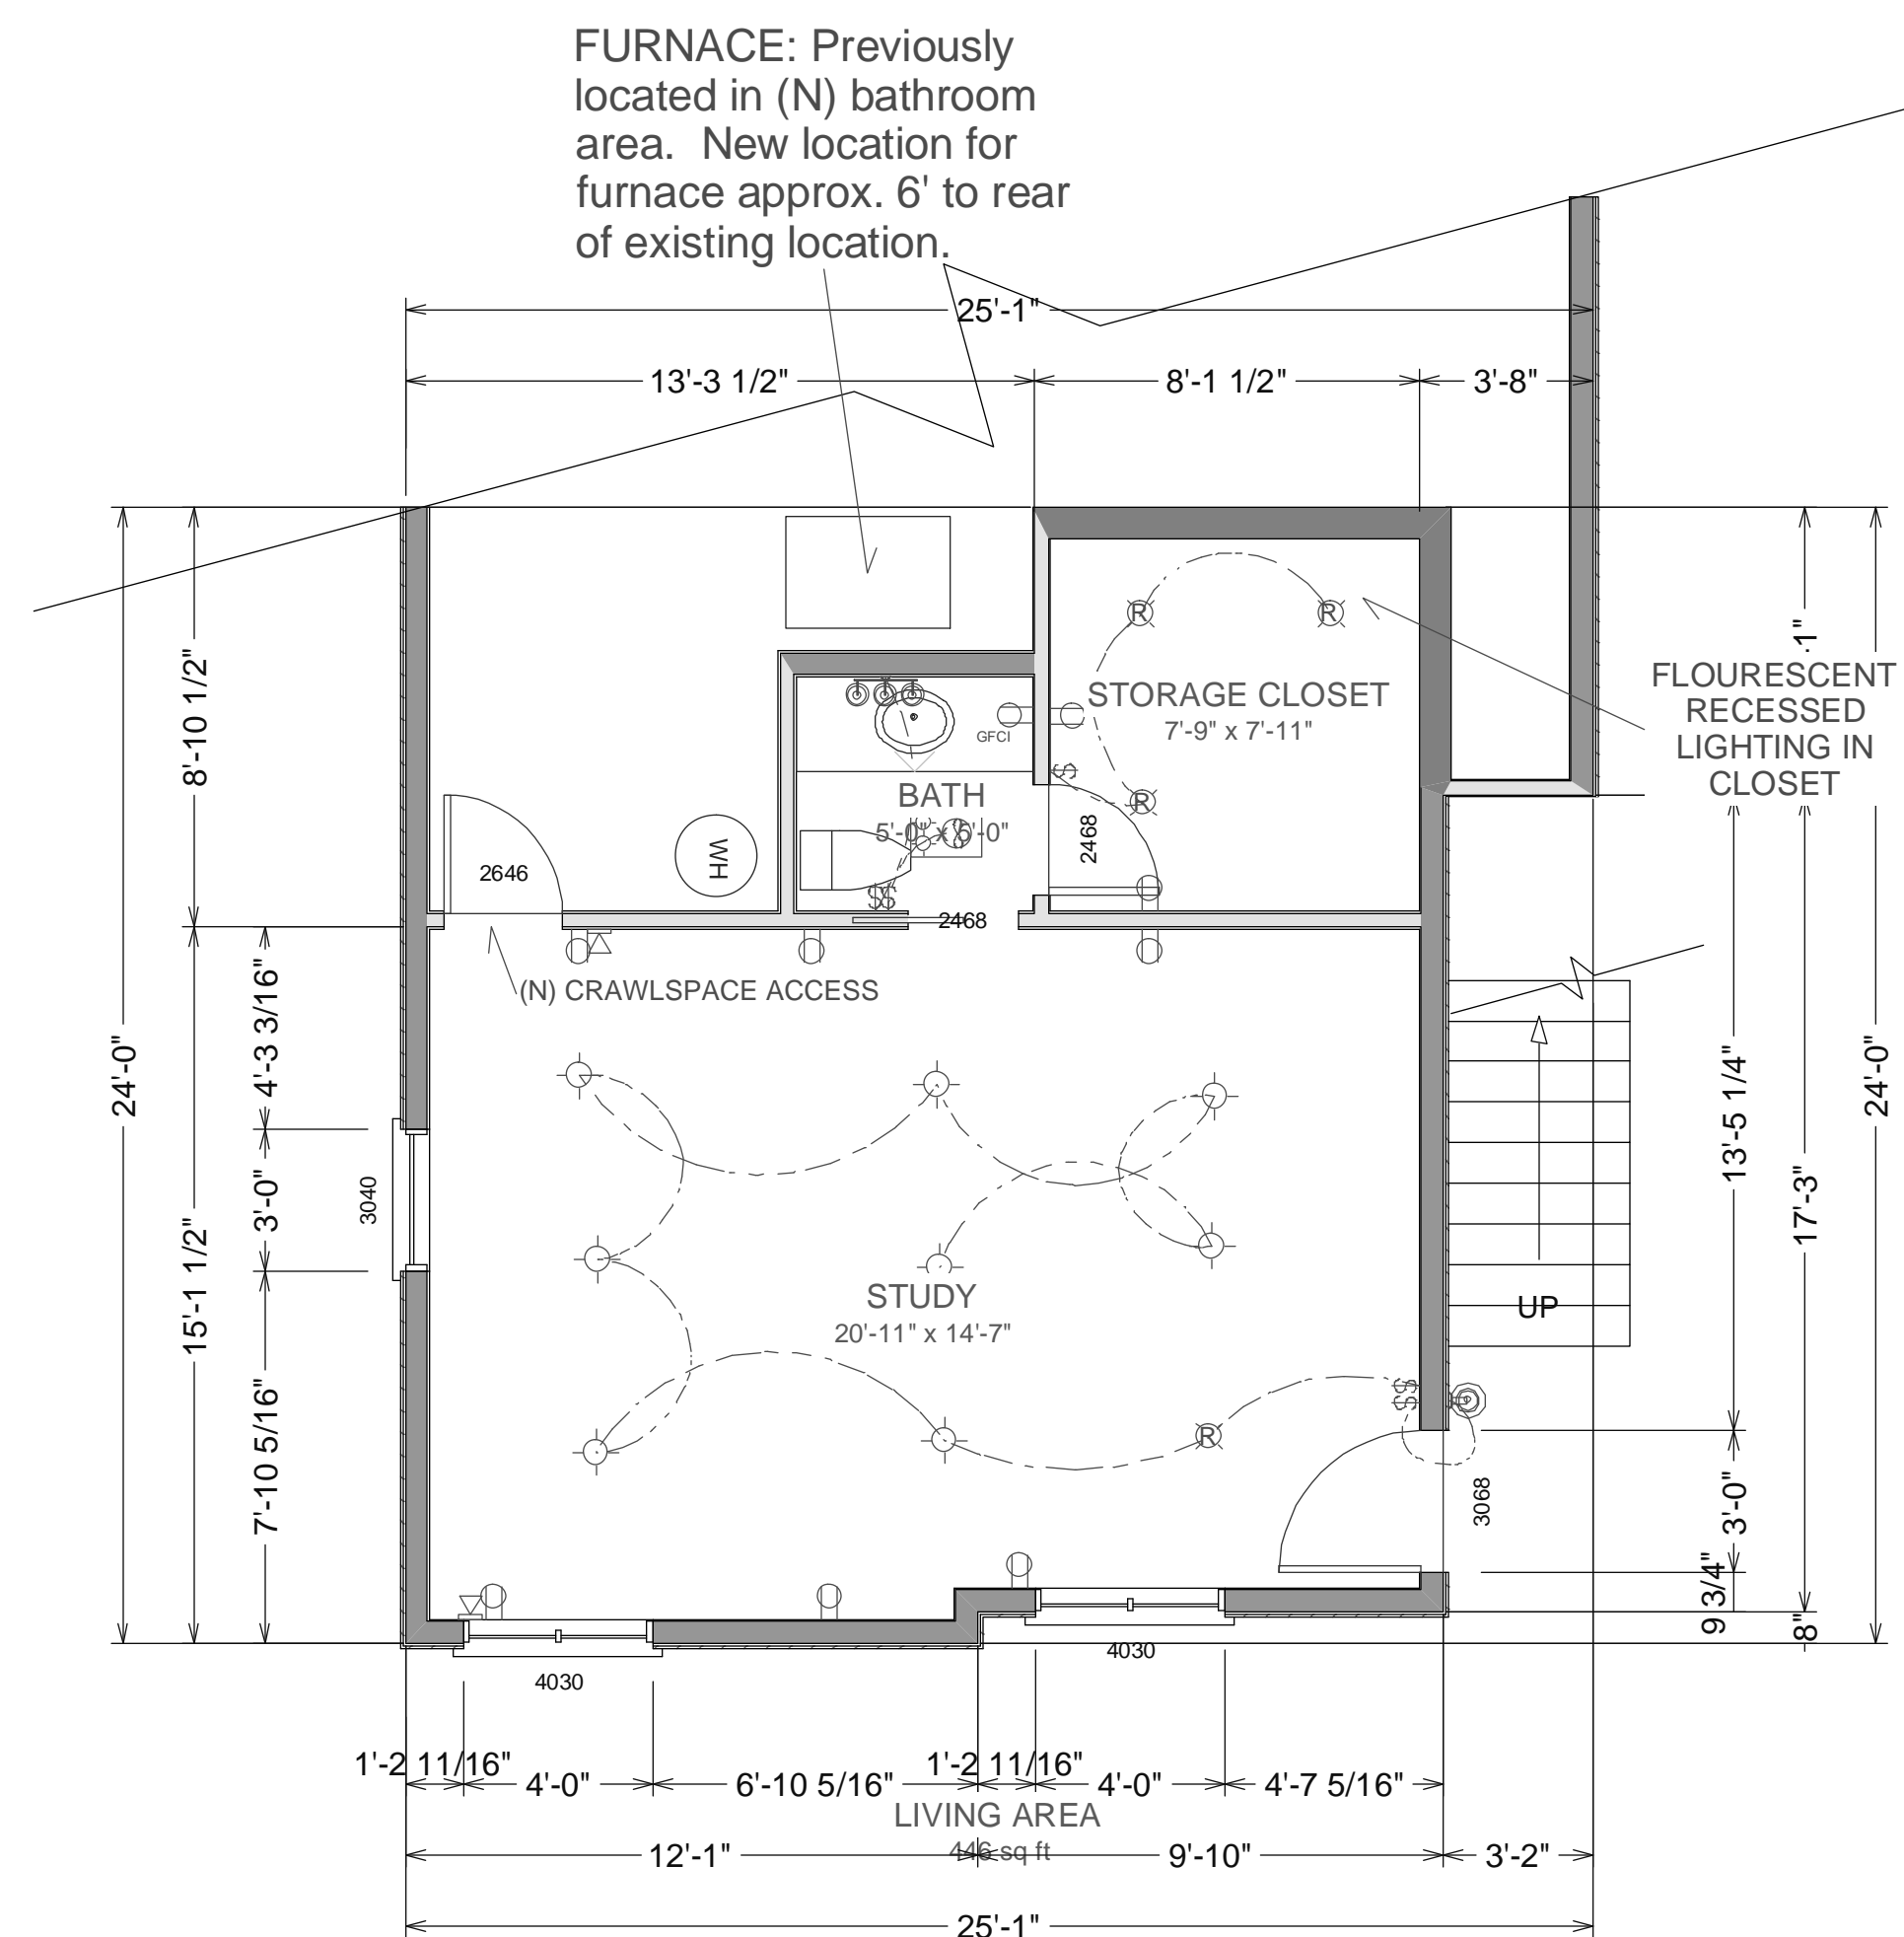 FURNACE: Previously
located in (N) bathroom
area. New location for
furnace approx. 6' to rear
of existing location.
25'-1"
13'-3 1/2"
8'-1 1/2"
3'-8"
FLOURESCENT
RECESSED
LIGHTING IN
CLOSET
R
R
R
STORAGE CLOSET
7'-9" x 7'-11"
GFCI
BATH
5'-0" x 6'-0"
2468
2646
WH
SS
S
2468
(N) CRAWLSPACE ACCESS
24'-0"
8'-10 1/2"
15'-1 1/2"
4'-3 3/16"
3'-0"
7'-10 5/16"
3040
STUDY
20'-11" x 14'-7"
R
SS
UP
3068
13'-5 1/4"
3'-0"
9 3/4"
17'-3"
8"
24'-0"
4030
4030
1'-2 11/16"
4'-0"
6'-10 5/16"
1'-2 11/16"
4'-0"
4'-7 5/16"
LIVING AREA
446 sq ft
12'-1"
9'-10"
3'-2"
25'-1"